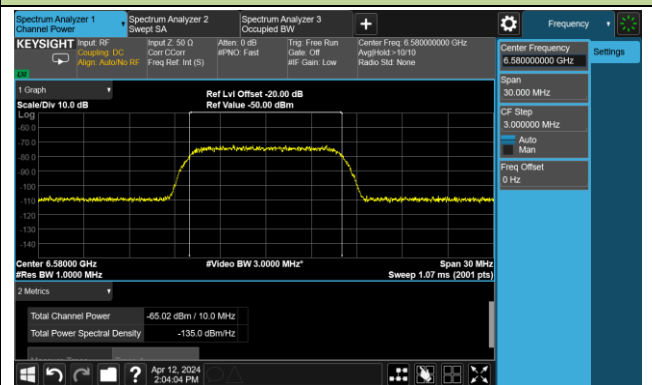 Spectrum Analyzer 1
Channel Power
Spectrum Analyzer 2
Swept SA
Spectrum Analyzer 3
Occupied BW
Frequency
KEYSIGHT
Input: RF
Coupling: DC
Align: Auto/No RF
Input Z: 50 Ω
Corr CCorr
Freq Ref: Int (S)
Atten: 0 dB
#PNO: Fast
Trig: Free Run
Gate: Off
#IF Gain: Low
Center Freq: 6.580000000 GHz
Avg|Hold:>10/10
Radio Std: None
Center Frequency
6.580000000 GHz
Settings
Span
30.000 MHz
CF Step
3.000000 MHz
Auto
Man
Freq Offset
0 Hz
1 Graph
Scale/Div 10.0 dB
Ref Lvl Offset -20.00 dB
Ref Value -50.00 dBm
Log
-60.0
-70.0
-80.0
-90.0
-100
-110
-120
-130
-140
Center 6.58000 GHz
#Video BW 3.0000 MHz*
Span 30 MHz
#Res BW 1.0000 MHz
Sweep 1.07 ms (2001 pts)
2 Metrics
Total Channel Power
-65.02 dBm / 10.0 MHz
Total Power Spectral Density
-135.0 dBm/Hz
Apr 12, 2024
2:04:04 PM